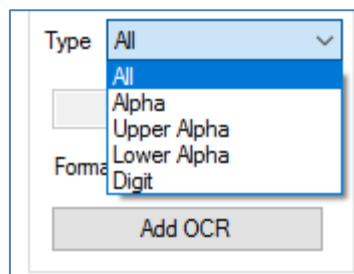 Type All
All
Alpha
Upper Alpha
Lower Alpha
Forma
Digit
Add OCR